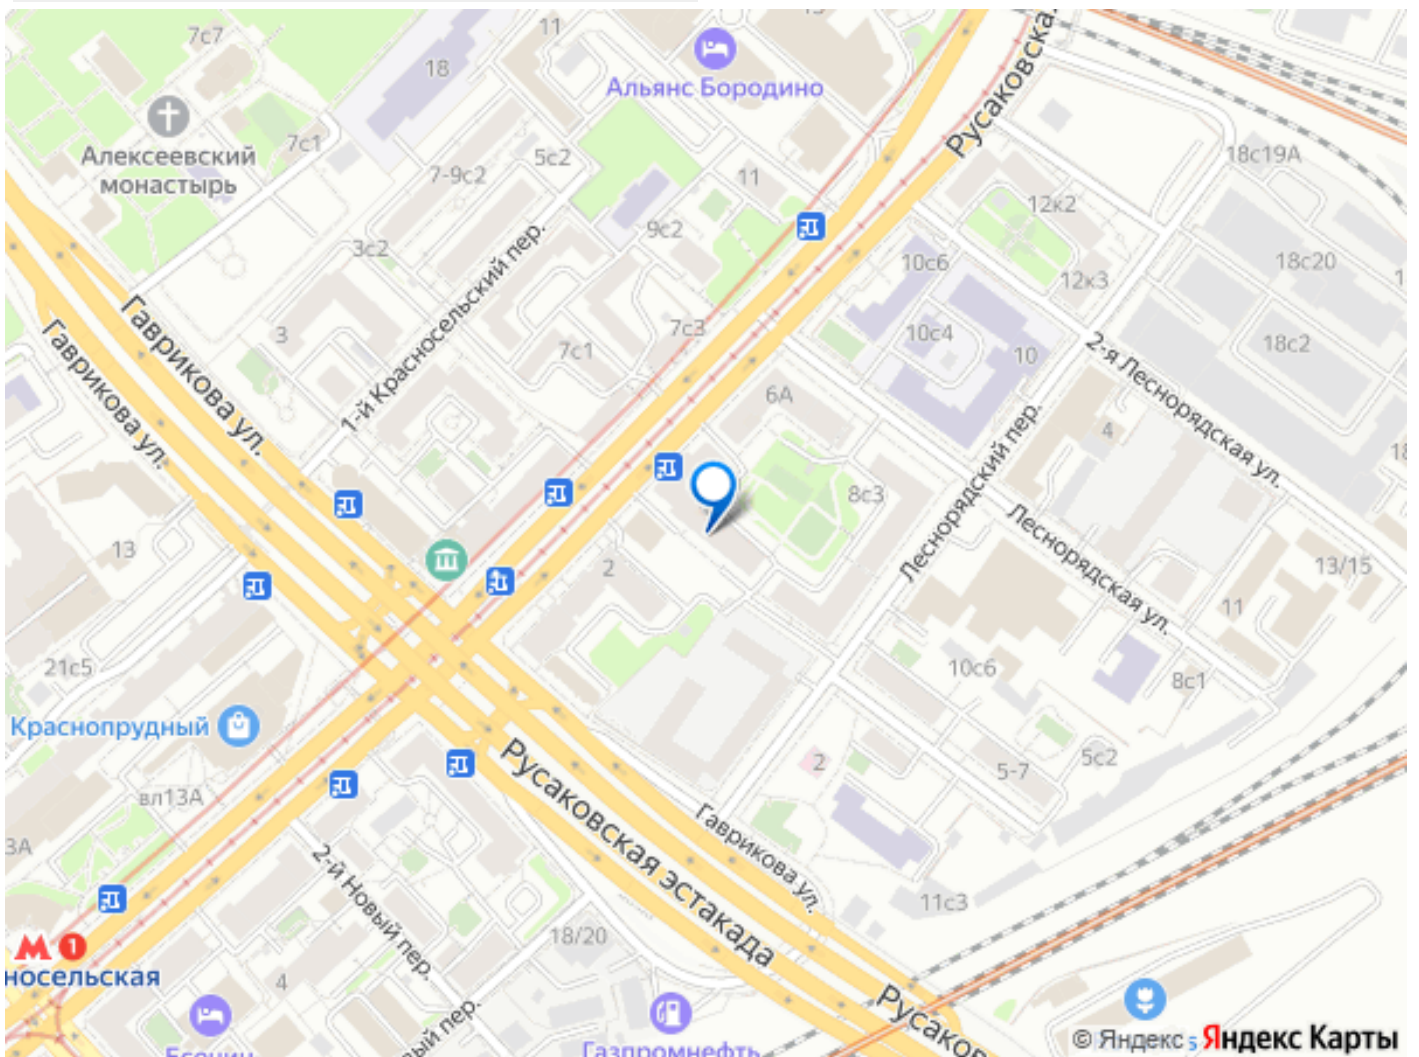 7с7
11
18
Альянс Бородино
Русаковская
Алексеевский
монастырь
7с1
5с2
7-9с2
11
18с19А
12к2
9с2
3с2
10с6
18с20
12к3
1-й Красносельский пер.
Гаврикова ул.
Гаврикова ул.
3
7с3
7с1
10с4
10
18с2
2-я Леснорядская ул.
6А
4
Леснорядский пер.
8с3
18
Леснорядская ул.
13
2
13/15
11
21с5
10с6
8с1
Краснопрудный
Русаковская эстакада
2
5-7
5с2
вл13А
3А
Гаврикова ул.
2-й Новый пер.
11с3
18/20
М 1
носельская
4
Русаков
ый пер.
Газпромнефть
© Яндекс
Яндекс Карты